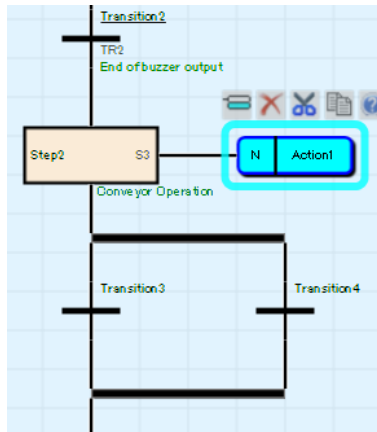 Transition2
TR2
End of buzzer output
Step2 S3
N Action1
Conveyor Operation
Transition3
Transition4